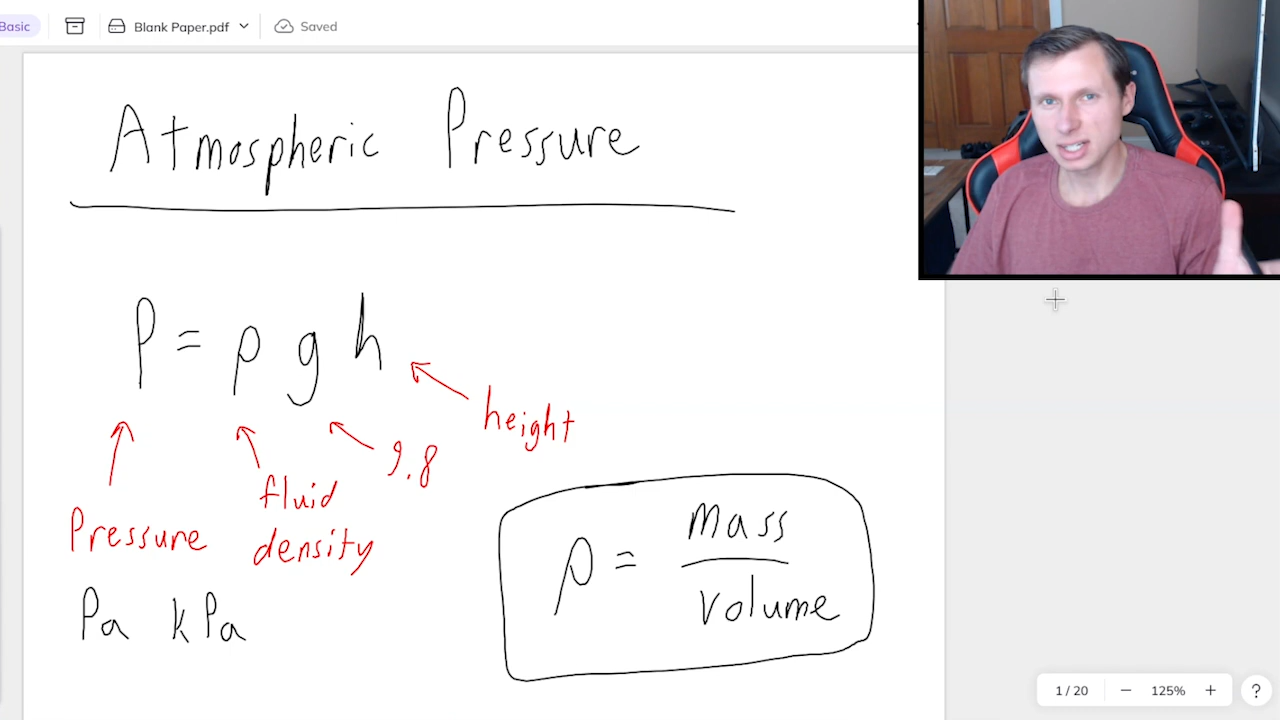 Basic
Blank Paper.pdf
Saved
Atmospheric Pressure
P = ρ g h
height
9.8
fluid
density
Pressure
Pa kPa
ρ = mass
volume
1 / 20
125%
?